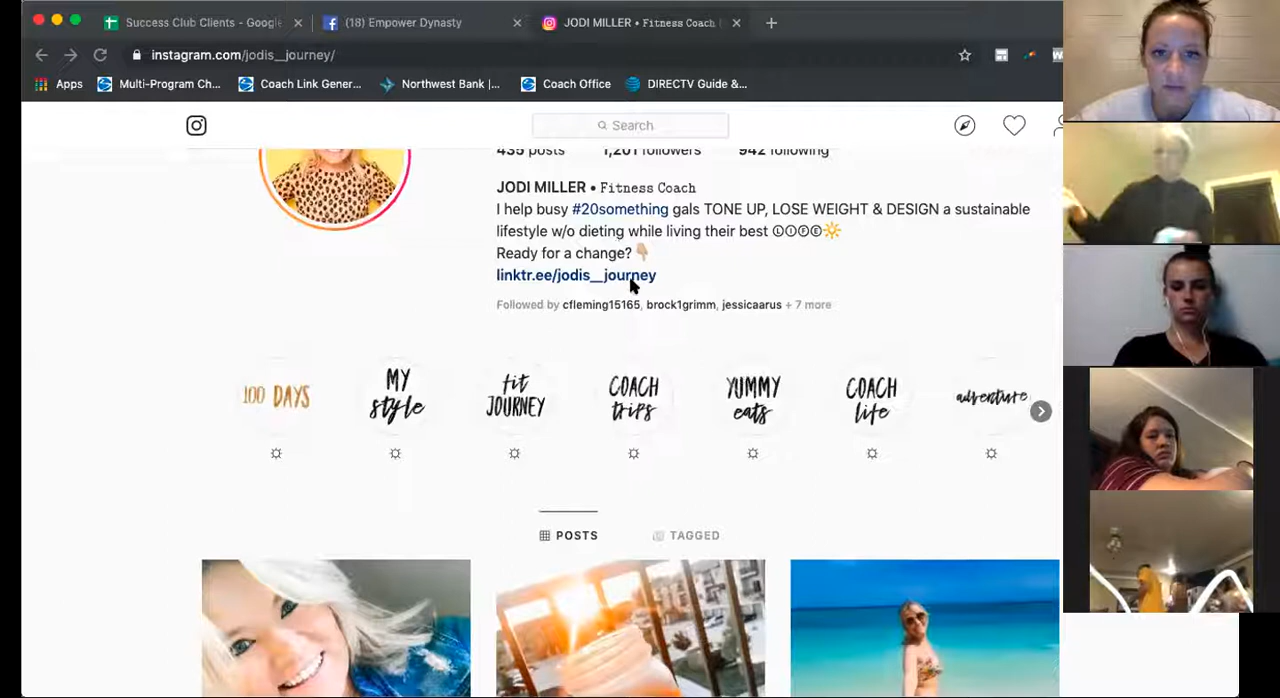 Success Club Clients - Google
(18) Empower Dynasty
JODI MILLER • Fitness Coach
instagram.com/jodis__journey/
Apps
Multi-Program Ch...
Coach Link Gener...
Northwest Bank |...
Coach Office
DIRECTV Guide &...
Search
435 posts 1,201 followers 942 following
JODI MILLER • Fitness Coach
I help busy #20something gals TONE UP, LOSE WEIGHT & DESIGN a sustainable
lifestyle w/o dieting while living their best ⓁⒾⒻⒺ☀️
Ready for a change?👇🏼
linktr.ee/jodis__journey
Followed by cfleming15165, brock1grimm, jessicaarus + 7 more
100 DAYS
MY
style
fit
JOURNEY
COACH
trips
YUMMY
eats
COACH
life
adventure
POSTS
TAGGED